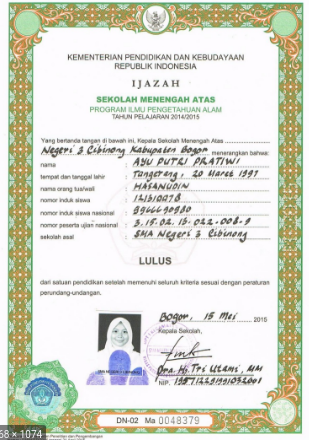 KEMENTERIAN PENDIDIKAN DAN KEBUDAYAAN
REPUBLIK INDONESIA
IJAZAH
SEKOLAH MENENGAH ATAS
PROGRAM ILMU PENGETAHUAN ALAM
TAHUN PELAJARAN 2014/2015
Yang bertanda tangan di bawah ini, Kepala Sekolah Menengah Atas
Negeri 3 Cibinong Kabupaten Bogor menerangkan bahwa:
nama : AYU PUTRI PRATIWI
tempat dan tanggal lahir : Tangerang, 20 Maret 1997
nama orang tua/wali : HASANUDIN
nomor induk siswa : 121310078
nomor induk siswa nasional : 9966690980
nomor peserta ujian nasional : 3.15.02.16.022.008.9
sekolah asal : SMA Negeri 3 Cibinong
LULUS
dari satuan pendidikan setelah memenuhi seluruh kriteria sesuai dengan peraturan
perundang-undangan.
Bogor, 15 Mei 2015
Kepala Sekolah,
Dra. Hj. Tri Utami, MM
NIP.
DN-02 Ma 0048379
68 × 1074